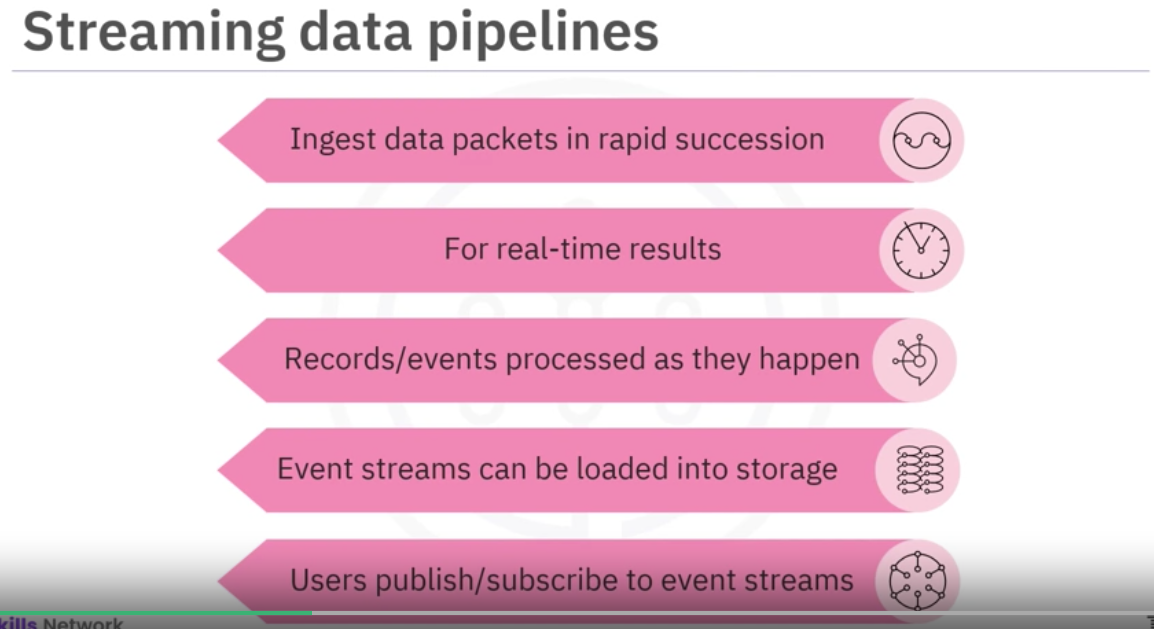 Streaming data pipelines
Ingest data packets in rapid succession
For real-time results
Records/events processed as they happen
Event streams can be loaded into storage
Users publish/subscribe to event streams
Network